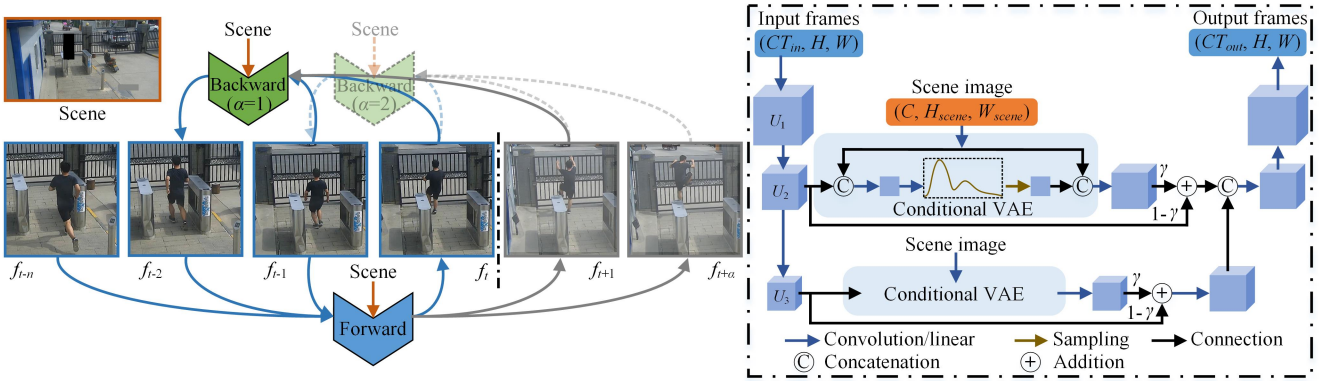 Scene
Scene
Scene
Backward
(α=1)
Backward
(α=2)
f_{t-n}
f_{t-2}
f_{t-1}
f_t
f_{t+1}
f_{t+α}
Scene
Forward
Input frames
(CT_{in}, H, W)
Output frames
(CT_{out}, H, W)
Scene image
(C, H_{scene}, W_{scene})
U_1
U_2
C
C
γ
+
C
1-γ
Conditional VAE
Scene image
U_3
Conditional VAE
γ
+
1-γ
Convolution/linear
Sampling
Connection
C Concatenation
+ Addition